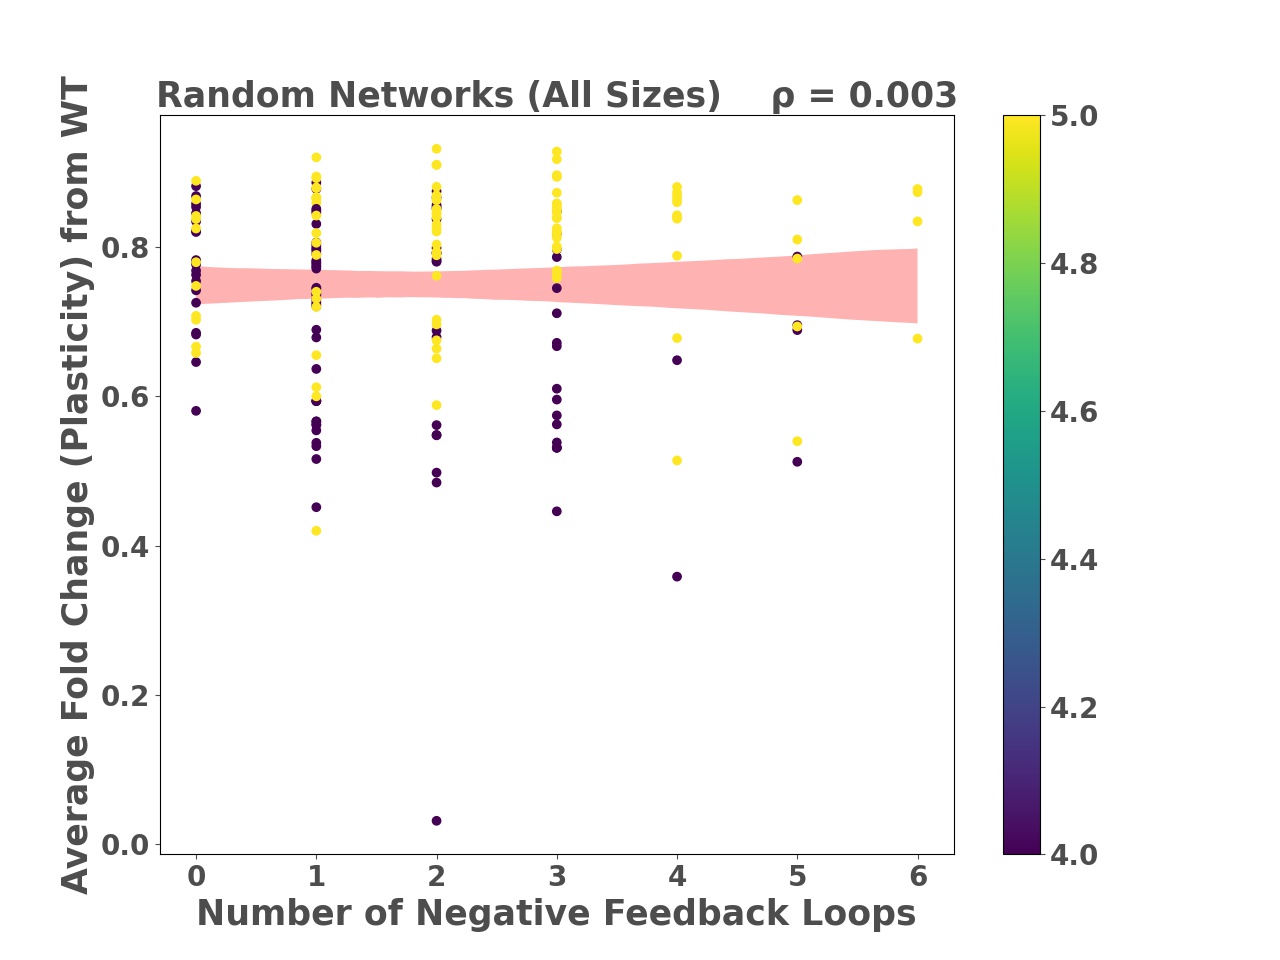 Random Networks (All Sizes) ρ = 0.003
Average Fold Change (Plasticity) from WT
0.8
0.6
0.4
0.2
0.0
0 1 2 3 4 5 6
Number of Negative Feedback Loops
5.0
4.8
4.6
4.4
4.2
4.0